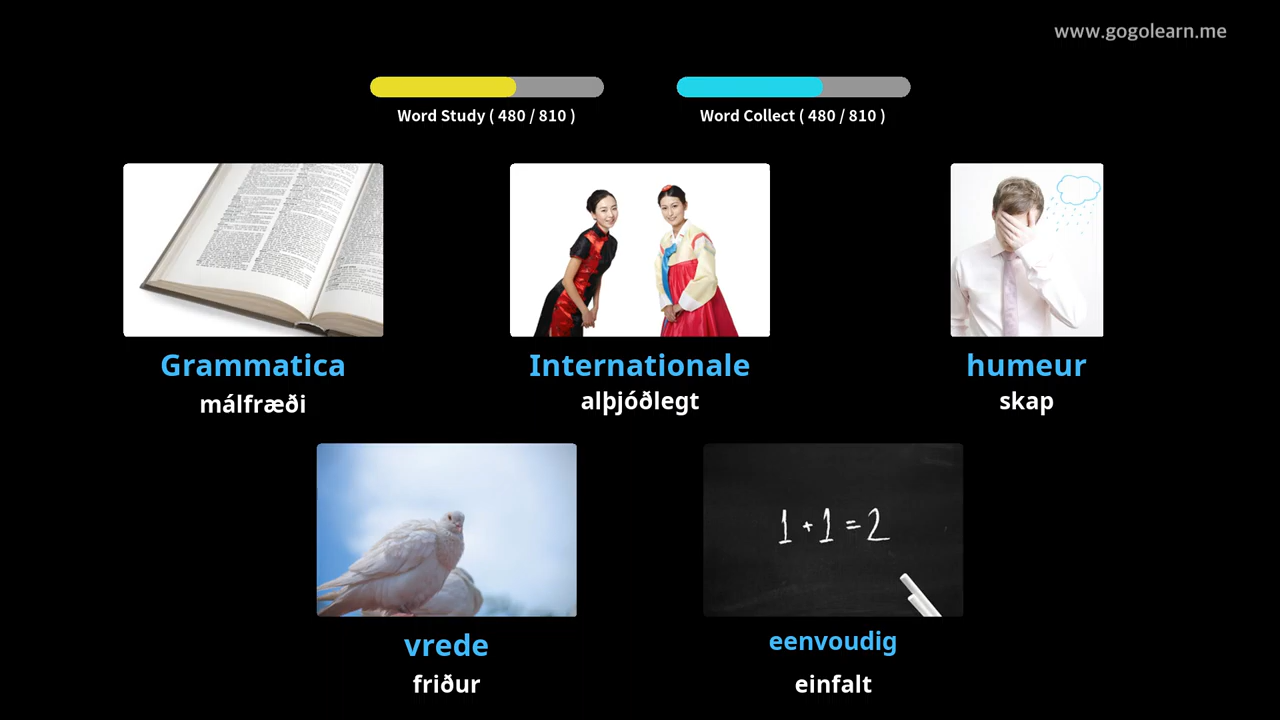 www.gogolearn.me
Word Study ( 480 / 810 )
Word Collect ( 480 / 810 )
Grammatica
málfræði
Internationale
alþjóðlegt
humeur
skap
vrede
friður
1 + 1 = 2
eenvoudig
einfalt